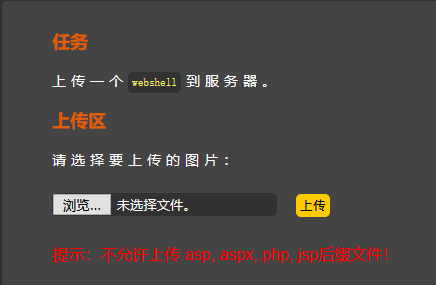 任务
上传一个 webshell 到服务器。
上传区
请选择要上传的图片：
浏览... 未选择文件。 上传
提示：不允许上传.asp, aspx, php, jsp后缀文件！